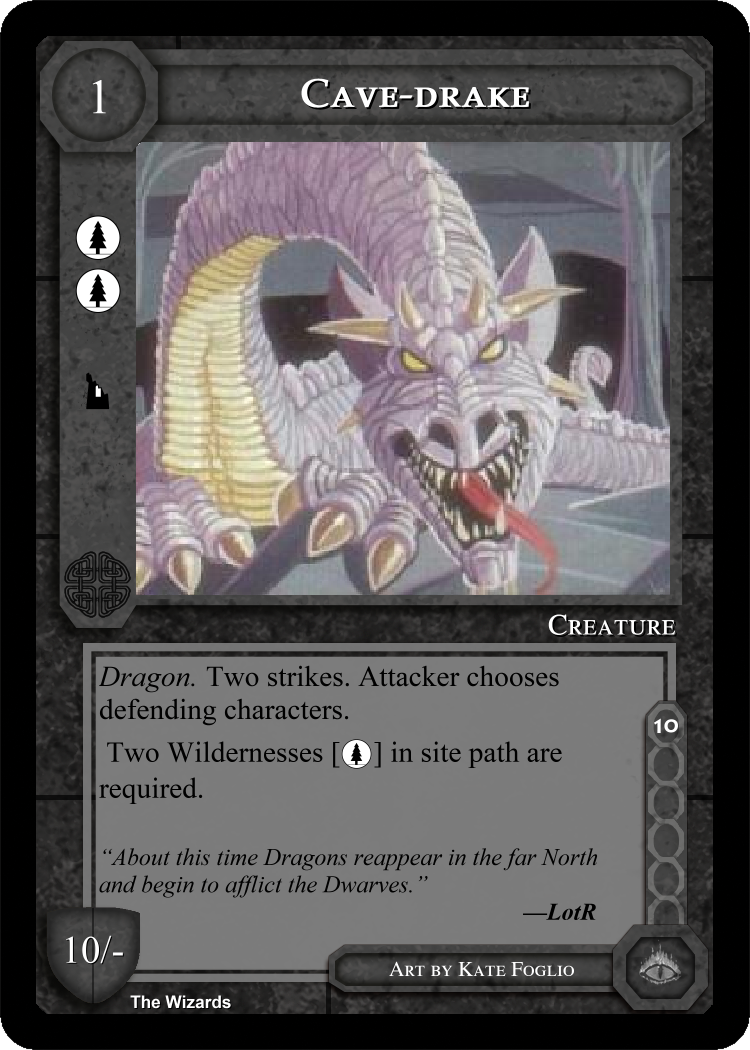 1
Cave-drake
Creature
Dragon. Two strikes. Attacker chooses
defending characters.
Two Wildernesses [ ] in site path are
required.
10
“About this time Dragons reappear in the far North
and begin to afflict the Dwarves.”
—LotR
10/-
Art by Kate Foglio
The Wizards